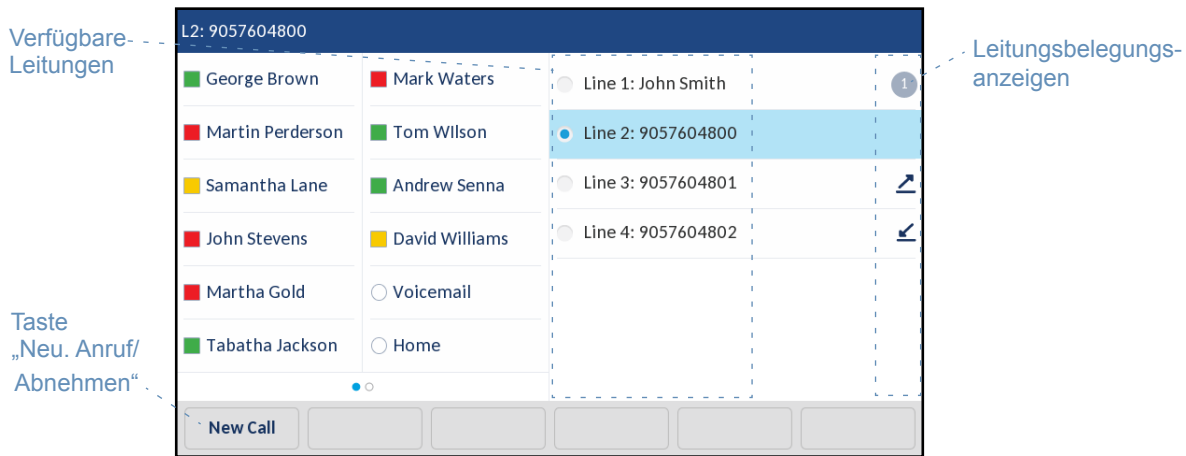 Verfügbare
Leitungen
Leitungsbelegungs-
anzeigen
L2: 9057604800
George Brown
Mark Waters
Line 1: John Smith
1
Martin Perderson
Tom WIlson
Line 2: 9057604800
Samantha Lane
Andrew Senna
Line 3: 9057604801
John Stevens
David Williams
Line 4: 9057604802
Martha Gold
Voicemail
Tabatha Jackson
Home
Taste
„Neu. Anruf/
Abnehmen“
New Call